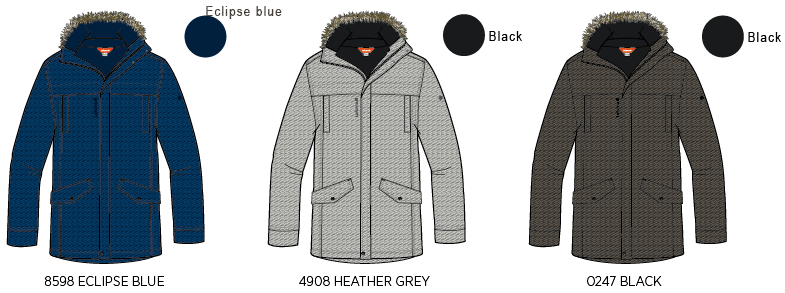 Eclipse blue
Black
Black
8598 ECLIPSE BLUE
4908 HEATHER GREY
0247 BLACK